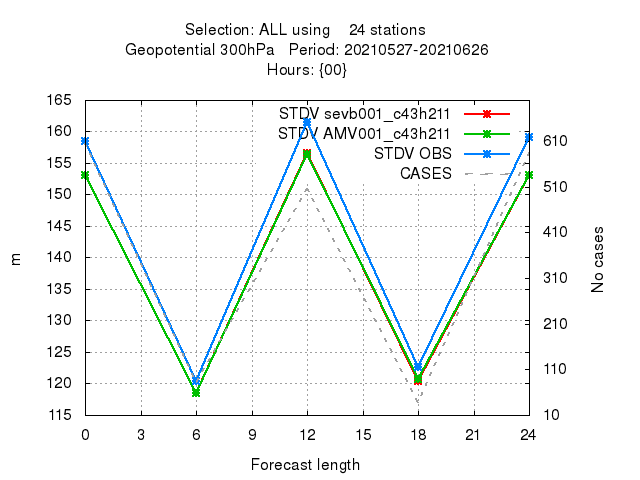 Selection: ALL using    24 stations
Geopotential 300hPa   Period: 20210527-20210626
Hours: {00}
STDV sevb001_c43h211
STDV AMV001_c43h211
STDV OBS
CASES
165
160
155
150
145
140
135
130
125
120
115
610
510
410
310
210
110
10
m
No cases
0 3 6 9 12 15 18 21 24
Forecast length